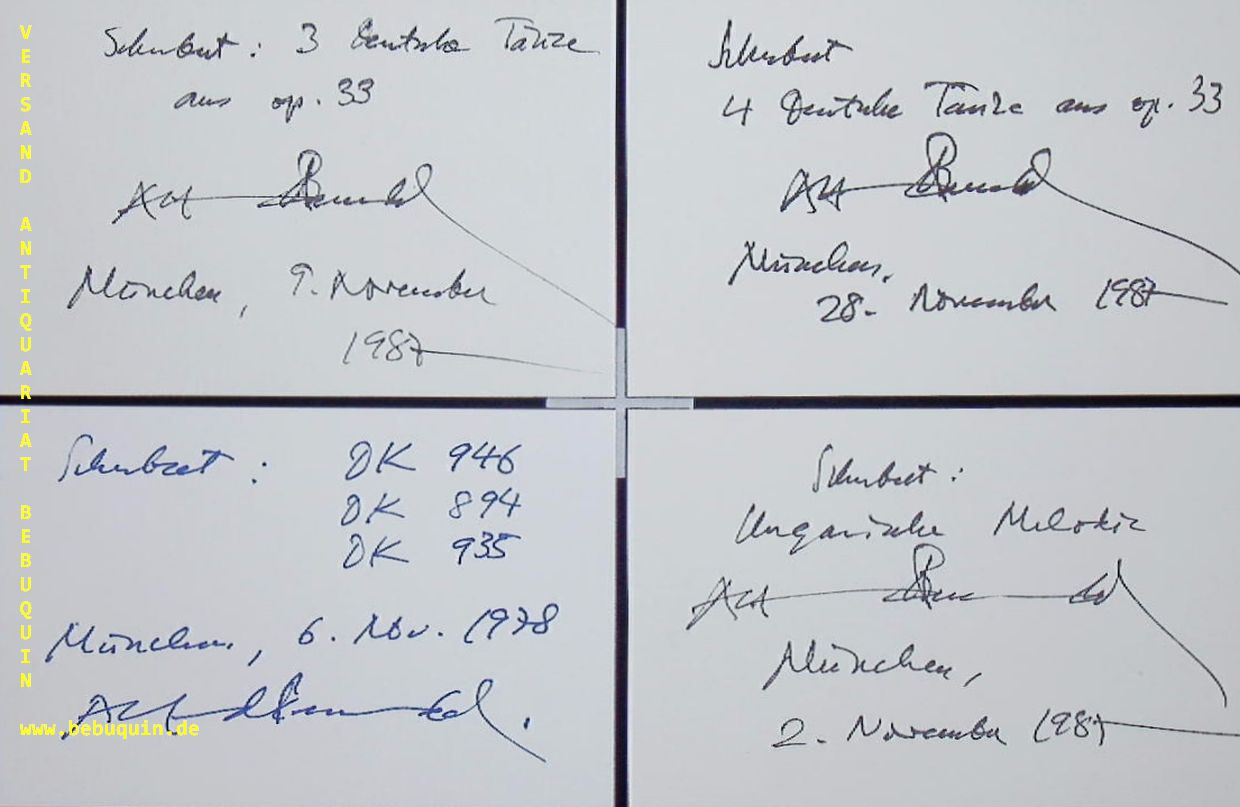 VERSAND ANTIQUARIAT BEBUQUIN
Schubert : 3 Deutsche Tänze
aus op. 33
München, 9. November
1987
Schubert
4 Deutsche Tänze aus op. 33
München,
28. November 1987
Schubert : DK 946
DK 894
DK 935
München, 6. Nov. 1978
www.bebuquin.de
Schubert :
Ungarische Melodie
München,
2. November 1987